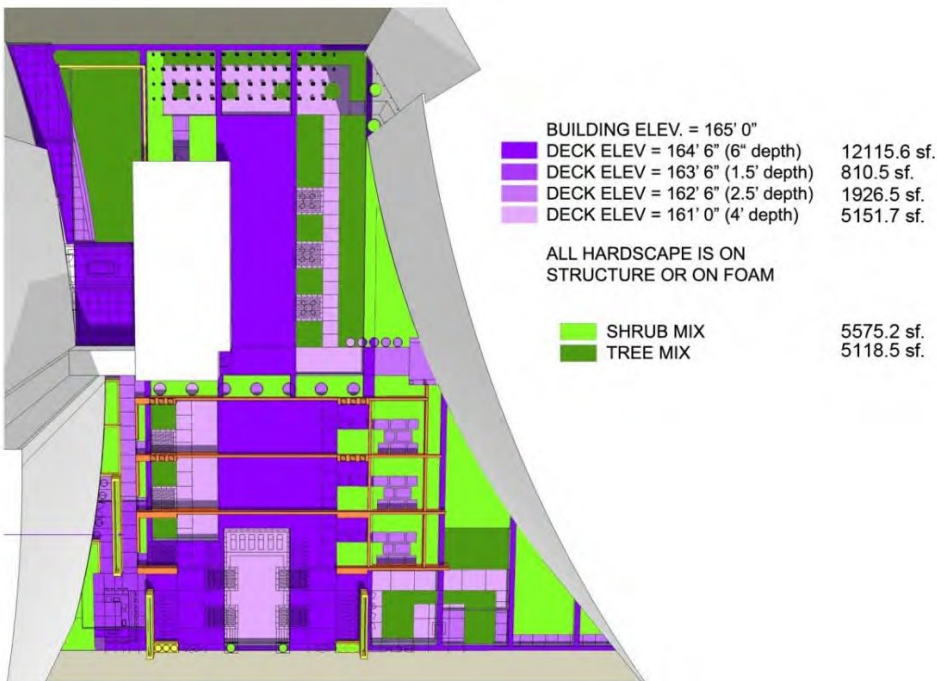 BUILDING ELEV. = 165' 0"
DECK ELEV = 164' 6" (6" depth) 12115.6 sf.
DECK ELEV = 163' 6" (1.5' depth) 810.5 sf.
DECK ELEV = 162' 6" (2.5' depth) 1926.5 sf.
DECK ELEV = 161' 0" (4' depth) 5151.7 sf.
ALL HARDSCAPE IS ON
STRUCTURE OR ON FOAM
SHRUB MIX 5575.2 sf.
TREE MIX 5118.5 sf.